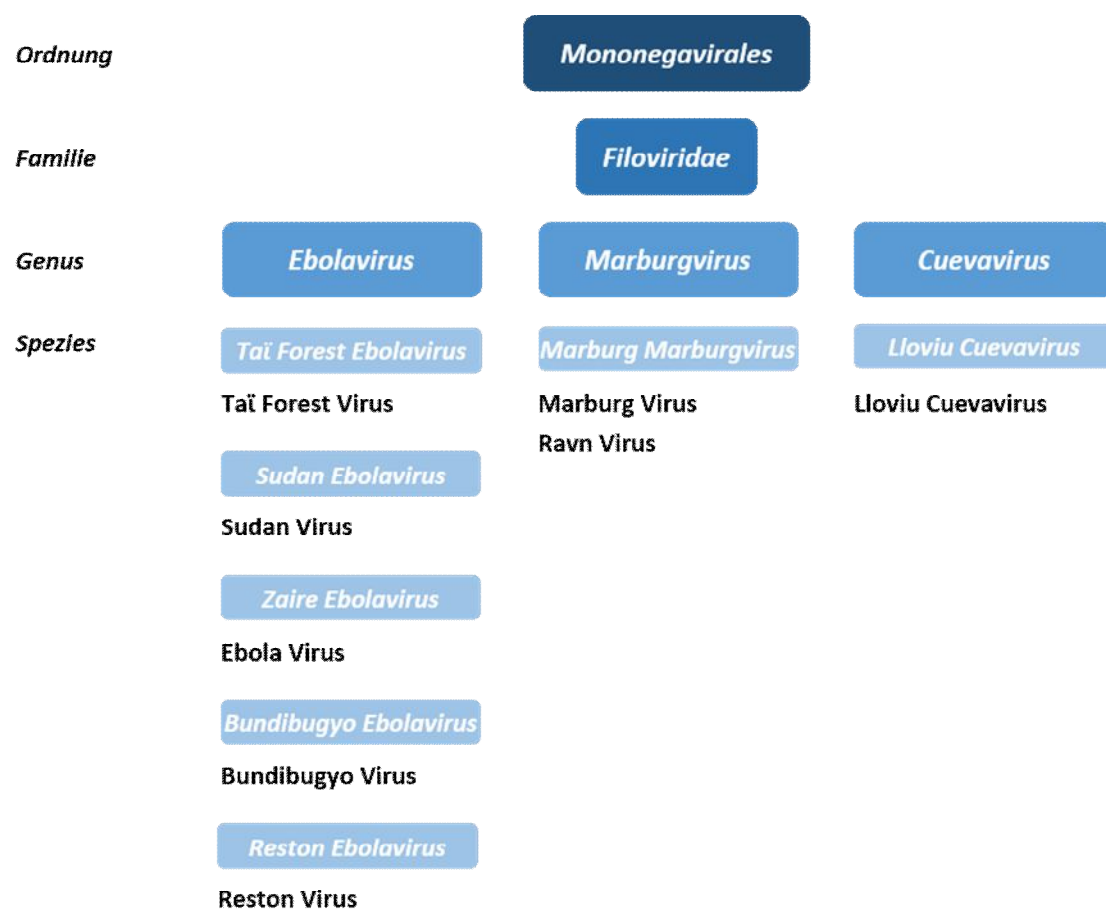 Ordnung
Mononegavirales
Familie
Filoviridae
Genus
Ebolavirus
Marburgvirus
Cuevavirus
Spezies
Taï Forest Ebolavirus
Marburg Marburgvirus
Lloviu Cuevavirus
Taï Forest Virus
Marburg Virus
Lloviu Cuevavirus
Ravn Virus
Sudan Ebolavirus
Sudan Virus
Zaire Ebolavirus
Ebola Virus
Bundibugyo Ebolavirus
Bundibugyo Virus
Reston Ebolavirus
Reston Virus